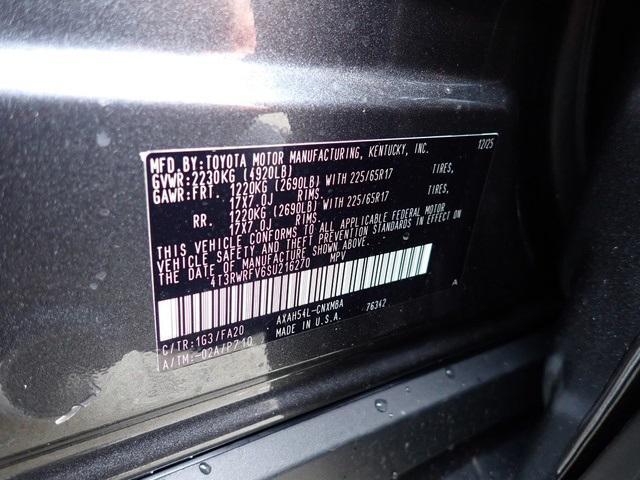 MFD.BY:TOYOTA MOTOR MANUFACTURING, KENTUCKY, INC. 12/25
GVWR:2230KG (4920LB)
GAWR:FRT 1220KG (2690LB) WITH 225/65R17 TIRES,
17X7.0J RIMS.
RR. 1220KG (2690LB) WITH 225/65R17 TIRES,
17X7.0J RIMS.
THIS VEHICLE CONFORMS TO ALL APPLICABLE FEDERAL MOTOR
VEHICLE SAFETY AND THEFT PREVENTION STANDARDS IN EFFECT ON
THE DATE OF MANUFACTURE SHOWN ABOVE.
4T3RWRFV6SU216270 MPV
A
C/TR:1G3/FA20 AXAH54L-CNXMBA 76342
A/TM:-02A/P710 MADE IN U.S.A.